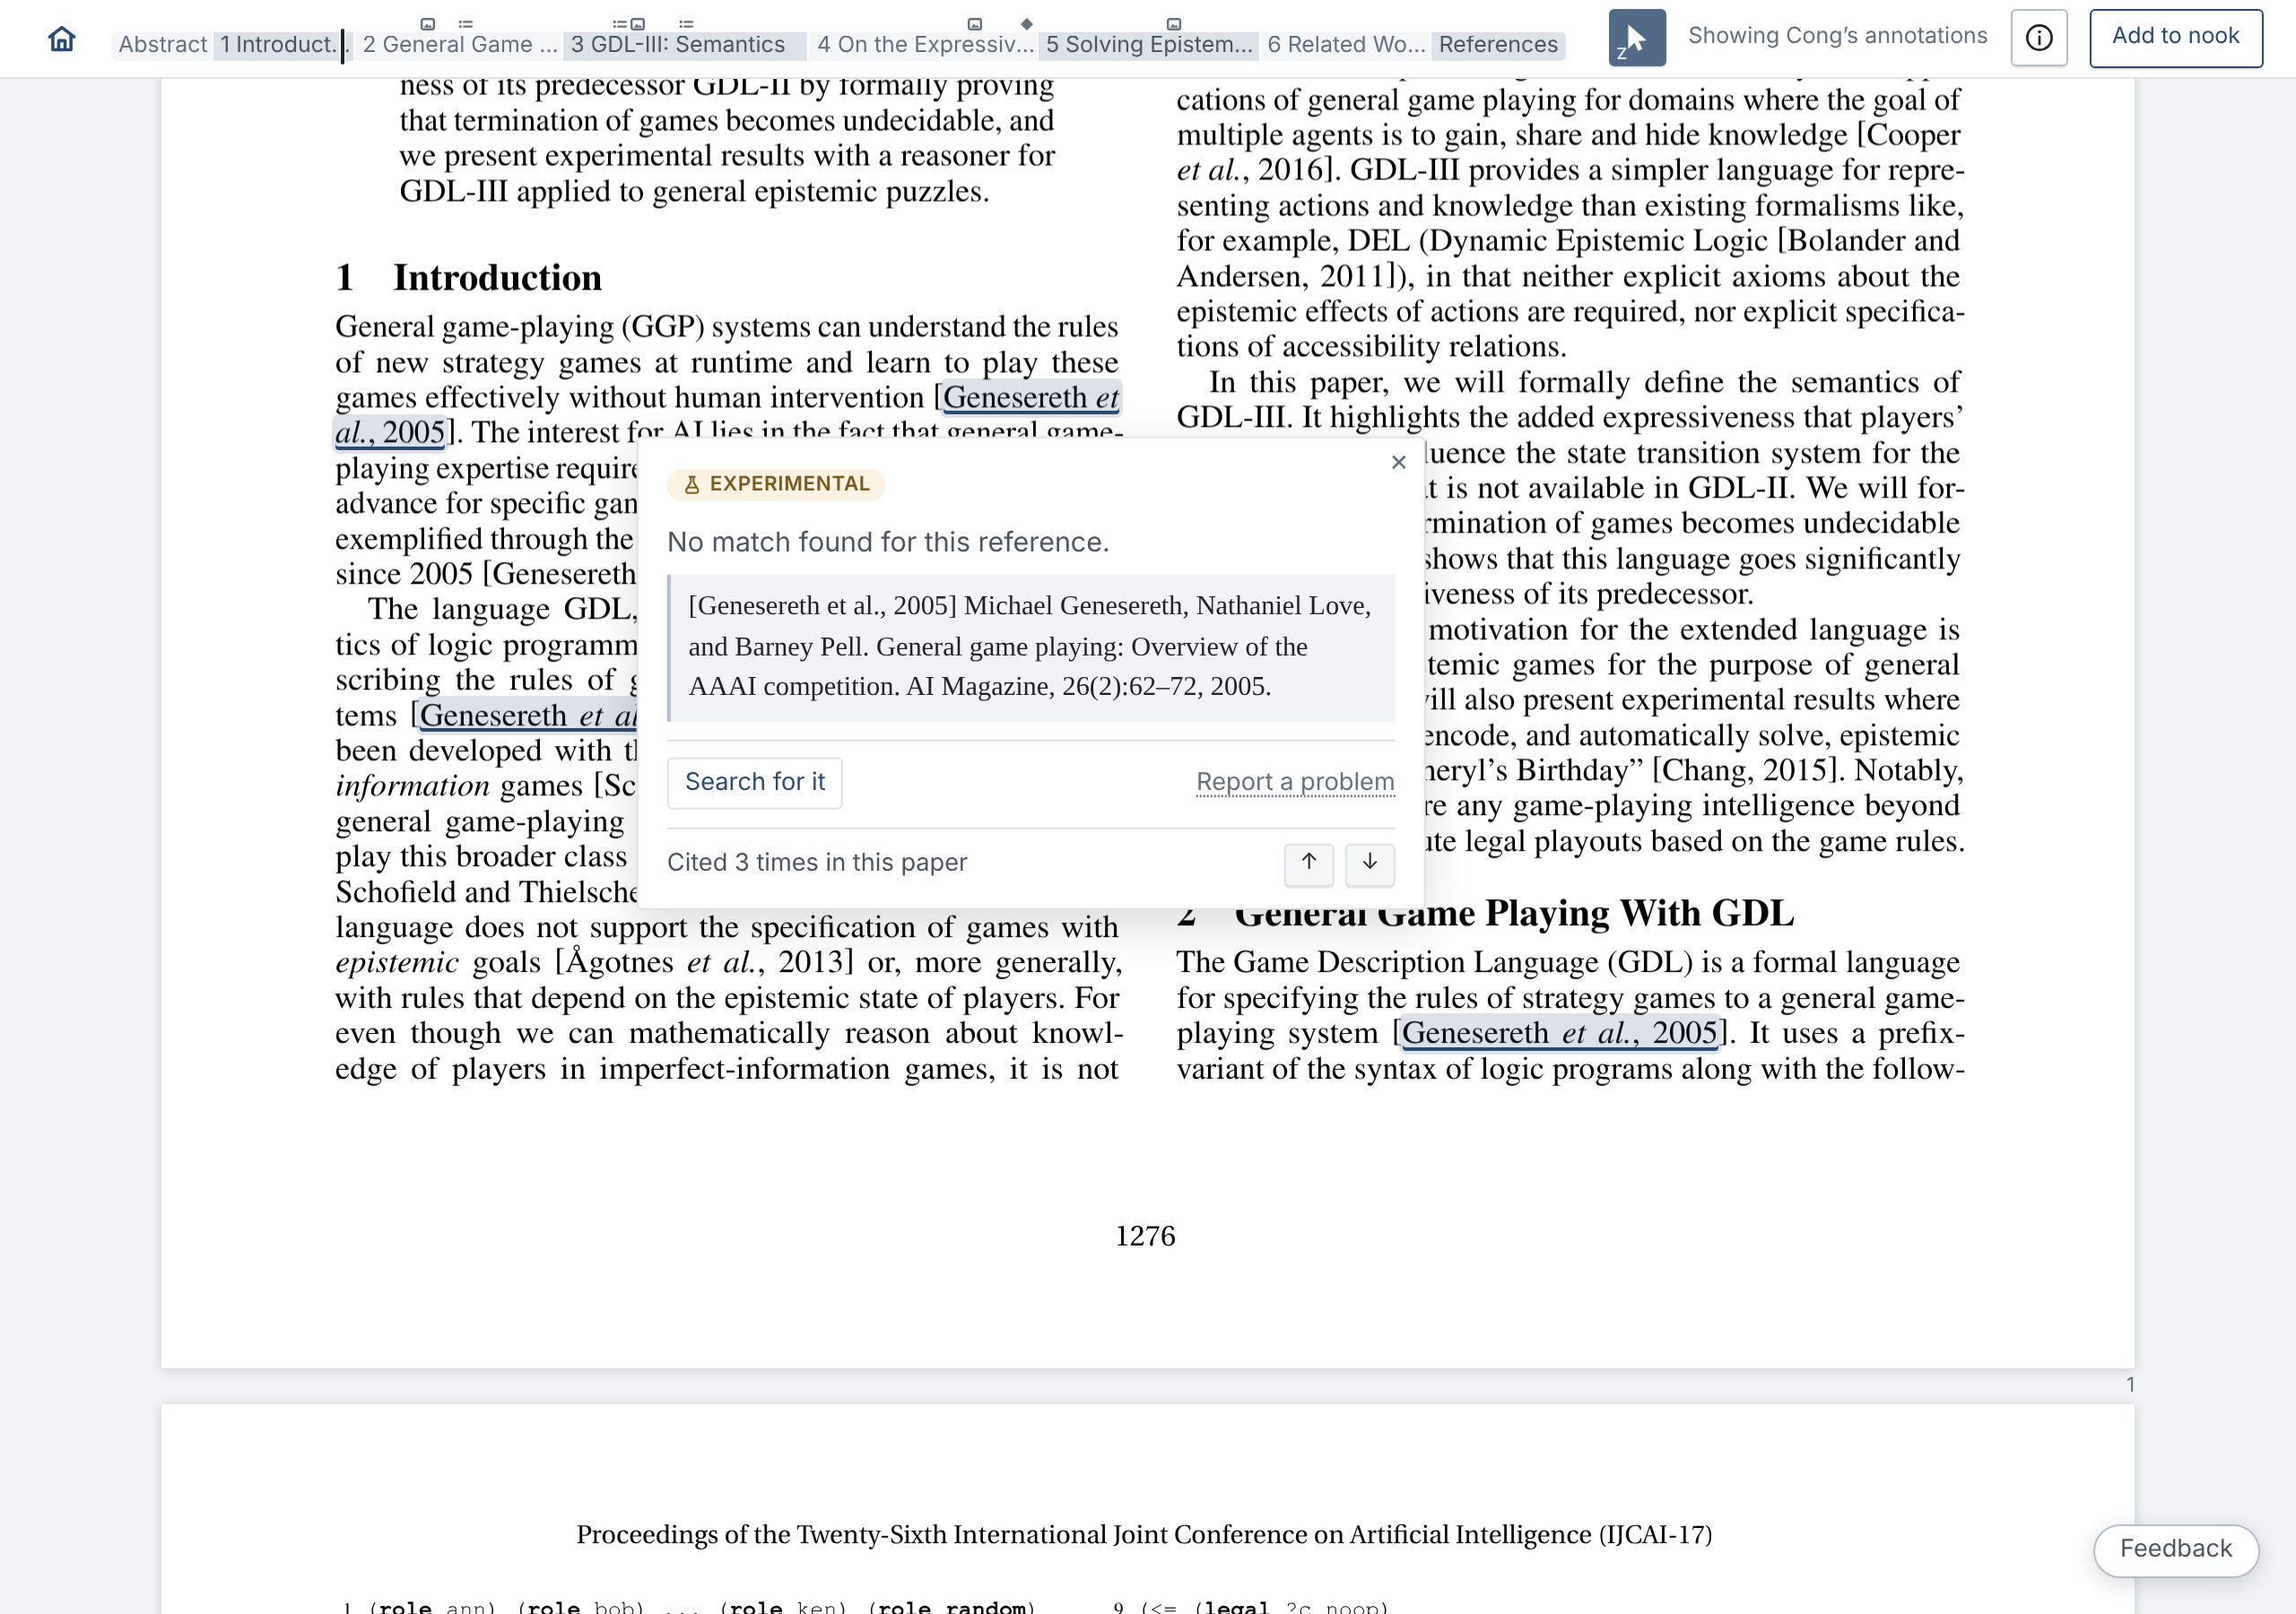 Abstract
1 Introduct...
2 General Game ...
3 GDL-III: Semantics
4 On the Expressiv...
5 Solving Epistem...
6 Related Wo...
References
Z
Showing Cong’s annotations
Add to nook
ness of its predecessor GDL-II by formally proving
that termination of games becomes undecidable, and
we present experimental results with a reasoner for
GDL-III applied to general epistemic puzzles.
1 Introduction
General game-playing (GGP) systems can understand the rules
of new strategy games at runtime and learn to play these
games effectively without human intervention [Genesereth et
al., 2005]. The interest for AI lies in the fact that general game-
playing expertise require
advance for specific gam
exemplified through the
since 2005 [Genesereth
The language GDL,
tics of logic programm
scribing the rules of g
tems [Genesereth et al
been developed with th
information games [Sc
general game-playing
play this broader class
Schofield and Thielsche
language does not support the specification of games with
epistemic goals [Ågotnes et al., 2013] or, more generally,
with rules that depend on the epistemic state of players. For
even though we can mathematically reason about knowl-
edge of players in imperfect-information games, it is not
EXPERIMENTAL
No match found for this reference.
[Genesereth et al., 2005] Michael Genesereth, Nathaniel Love,
and Barney Pell. General game playing: Overview of the
AAAI competition. AI Magazine, 26(2):62–72, 2005.
Search for it
Report a problem
Cited 3 times in this paper
cations of general game playing for domains where the goal of
multiple agents is to gain, share and hide knowledge [Cooper
et al., 2016]. GDL-III provides a simpler language for repre-
senting actions and knowledge than existing formalisms like,
for example, DEL (Dynamic Epistemic Logic [Bolander and
Andersen, 2011]), in that neither explicit axioms about the
epistemic effects of actions are required, nor explicit specifica-
tions of accessibility relations.
In this paper, we will formally define the semantics of
GDL-III. It highlights the added expressiveness that players’
luence the state transition system for the
t is not available in GDL-II. We will for-
rmination of games becomes undecidable
shows that this language goes significantly
iveness of its predecessor.
motivation for the extended language is
temic games for the purpose of general
ill also present experimental results where
encode, and automatically solve, epistemic
heryl’s Birthday” [Chang, 2015]. Notably,
re any game-playing intelligence beyond
ute legal playouts based on the game rules.
2 General Game Playing With GDL
The Game Description Language (GDL) is a formal language
for specifying the rules of strategy games to a general game-
playing system [Genesereth et al., 2005]. It uses a prefix-
variant of the syntax of logic programs along with the follow-
1276
1
Proceedings of the Twenty-Sixth International Joint Conference on Artificial Intelligence (IJCAI-17)
Feedback
1 (role ann) (role bob) ... (role ken) (role random)
9 (<= (legal ?c noop)